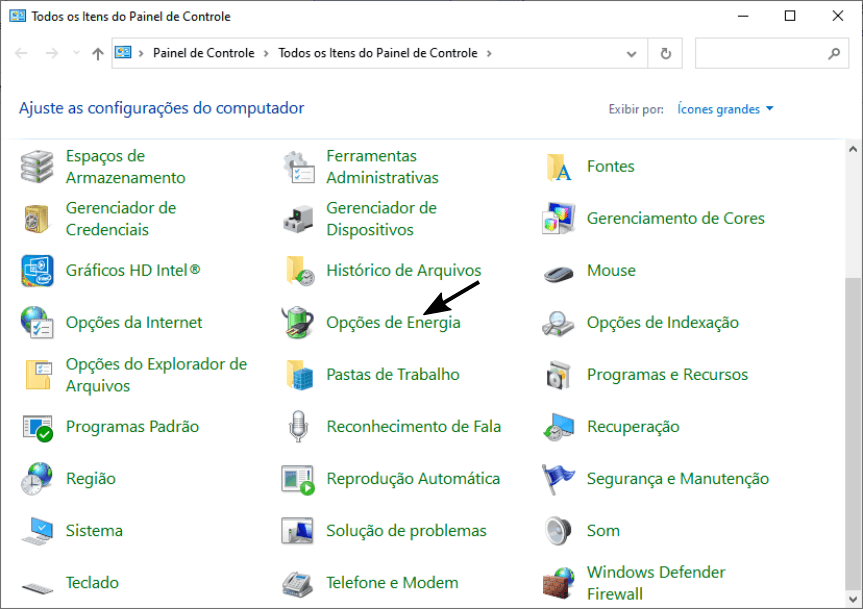 Todos os Itens do Painel de Controle
Painel de Controle
Todos os Itens do Painel de Controle
Ajuste as configurações do computador
Exibir por:
Ícones grandes
Espaços de
Armazenamento
Ferramentas
Administrativas
Fontes
Gerenciador de
Credenciais
Gerenciador de
Dispositivos
Gerenciamento de Cores
Gráficos HD Intel®
Histórico de Arquivos
Mouse
Opções da Internet
Opções de Energia
Opções de Indexação
Opções do Explorador de
Arquivos
Pastas de Trabalho
Programas e Recursos
Programas Padrão
Reconhecimento de Fala
Recuperação
Região
Reprodução Automática
Segurança e Manutenção
Sistema
Solução de problemas
Som
Teclado
Telefone e Modem
Windows Defender
Firewall